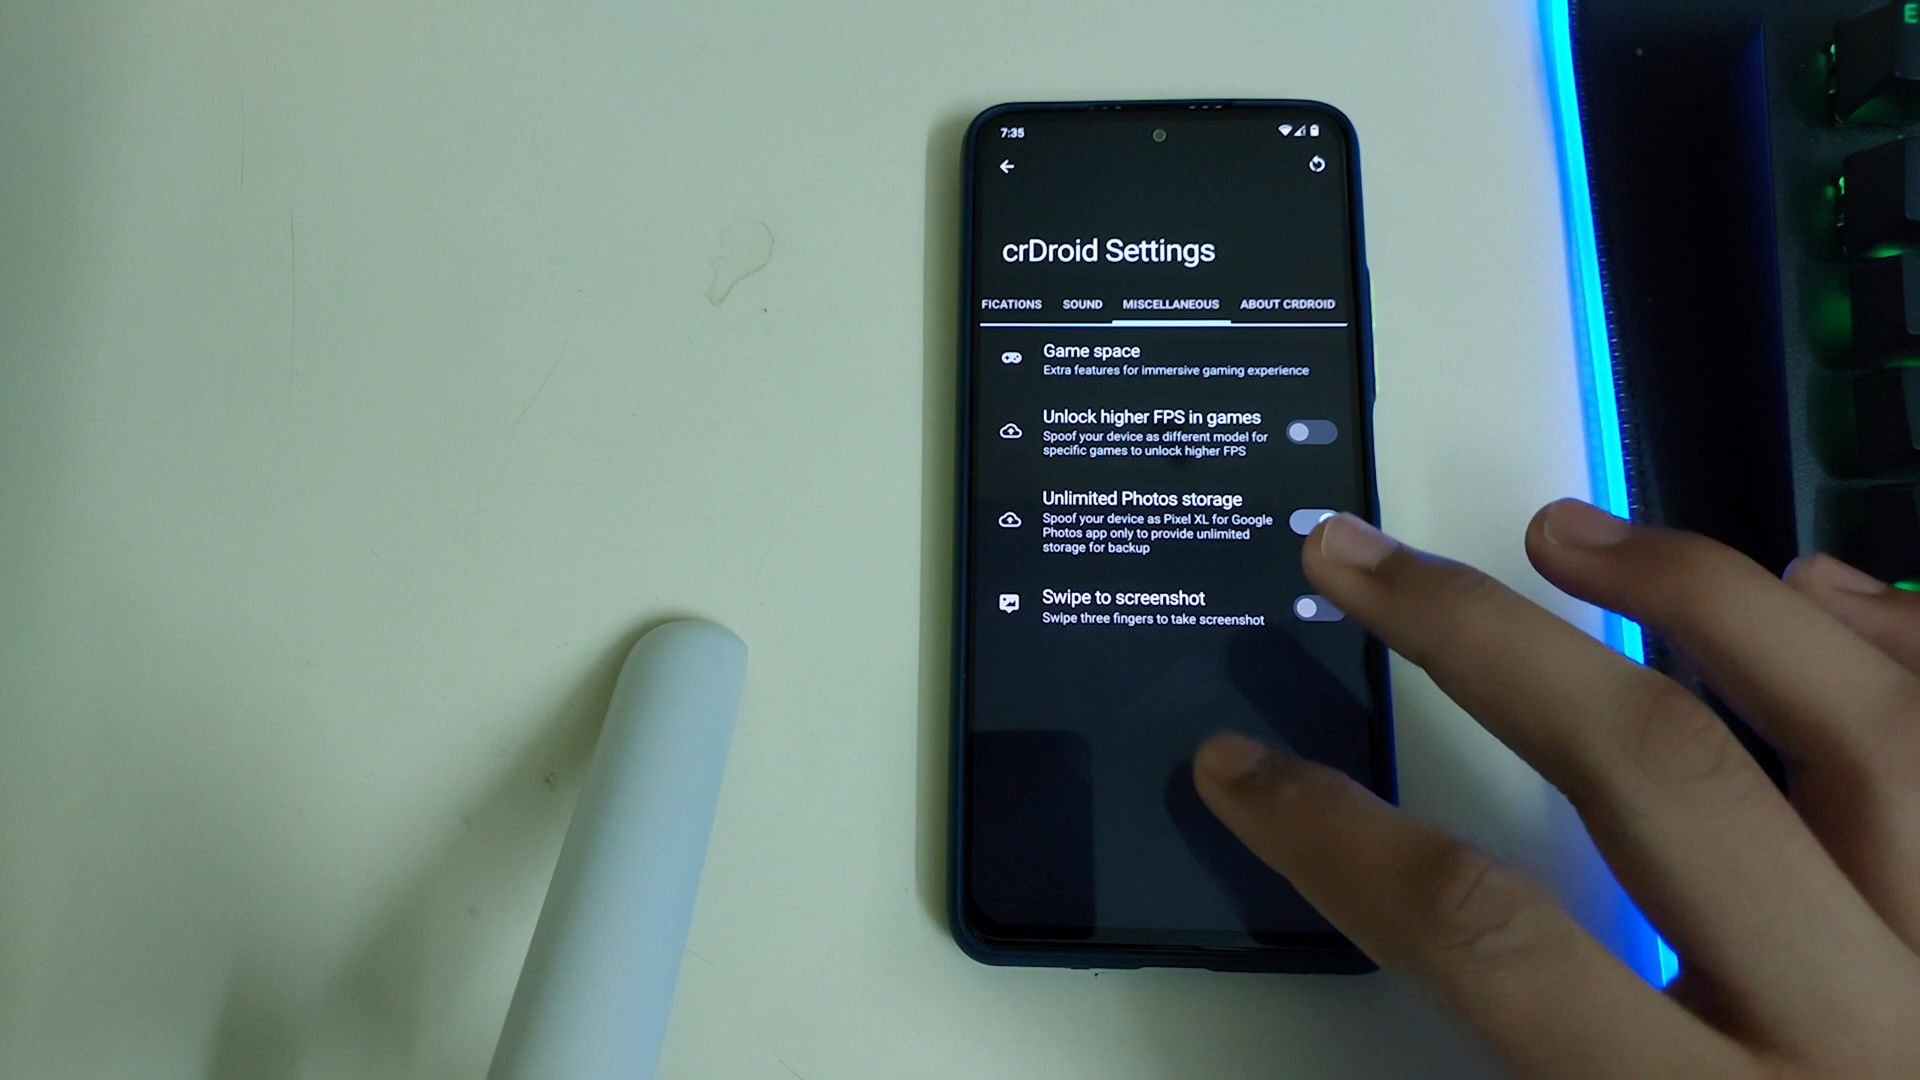 7:35
crDroid Settings
FICATIONS SOUND MISCELLANEOUS ABOUT CRDROID
Game space
Extra features for immersive gaming experience
Unlock higher FPS in games
Spoof your device as different model for
specific games to unlock higher FPS
Unlimited Photos storage
Spoof your device as Pixel XL for Google
Photos app only to provide unlimited
storage for backup
Swipe to screenshot
Swipe three fingers to take screenshot
E